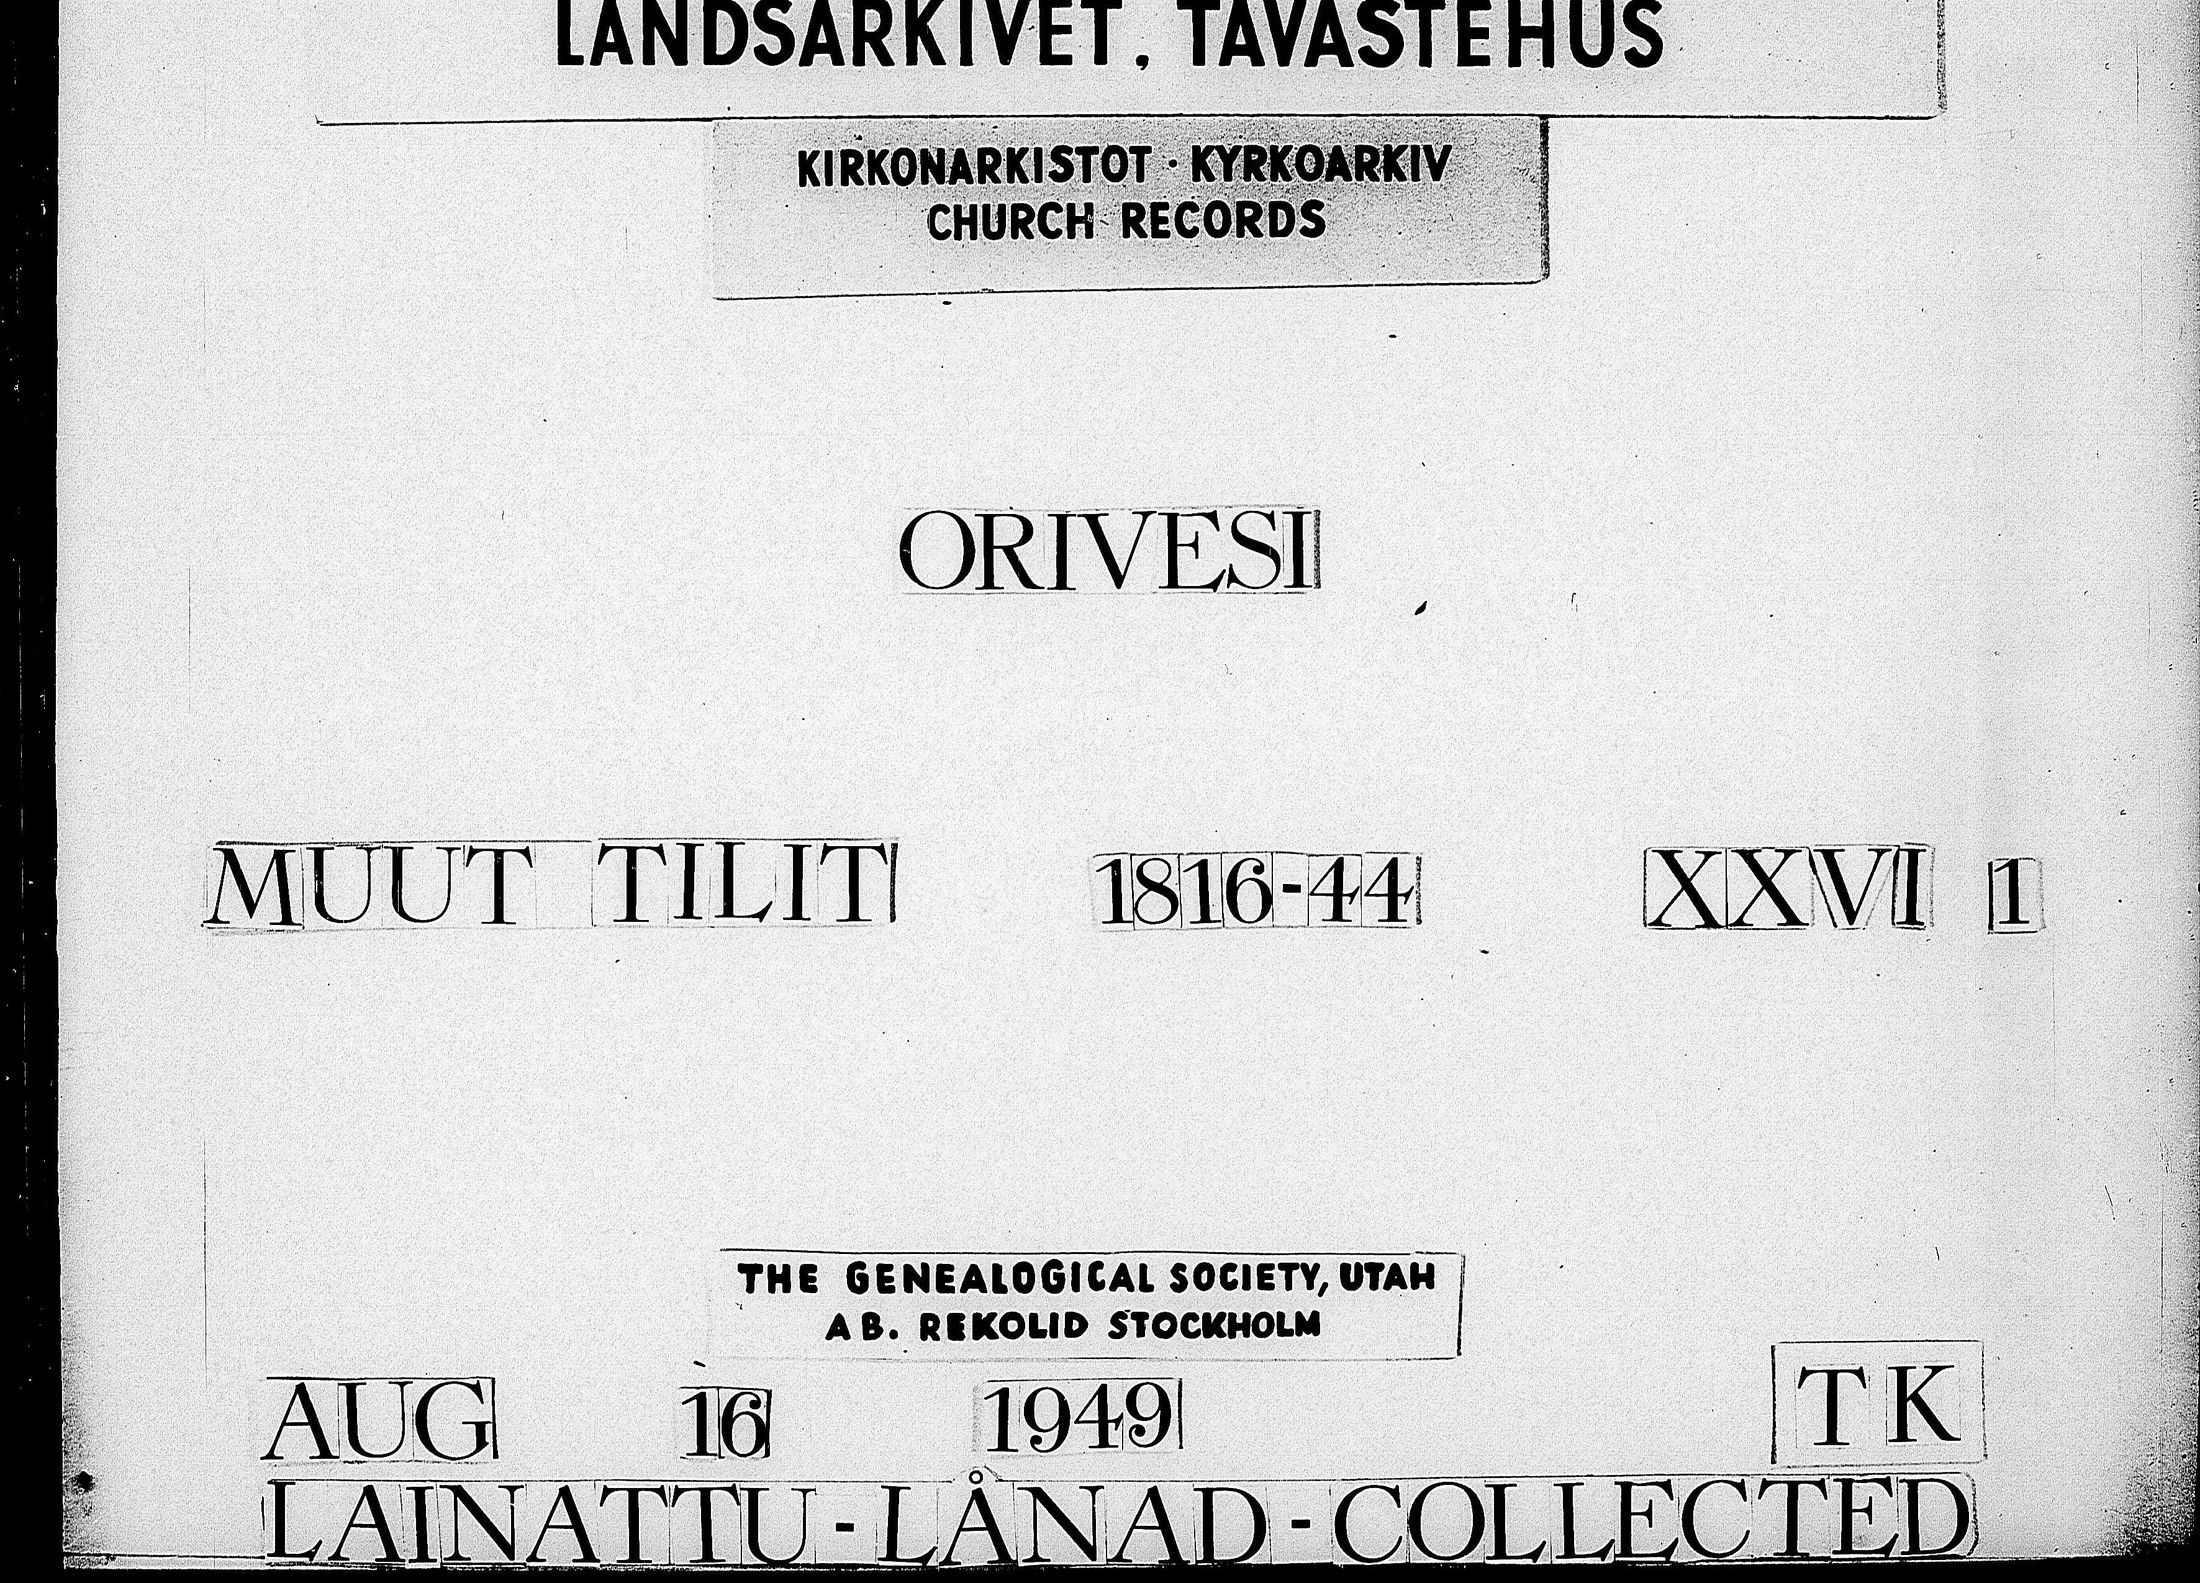 LANDSARKIVET, TAVASTEHUS
KIRKONARKISTOT · KYRKOARKIV
CHURCH RECORDS
ORIVESI
MUUT TILIT 1816-44 XXVI 1
THE GENEALOGICAL SOCIETY, UTAH
AB. REKOLID STOCKHOLM
AUG 16 1949 TK
LAINATTU - LÅNAD - COLLECTED